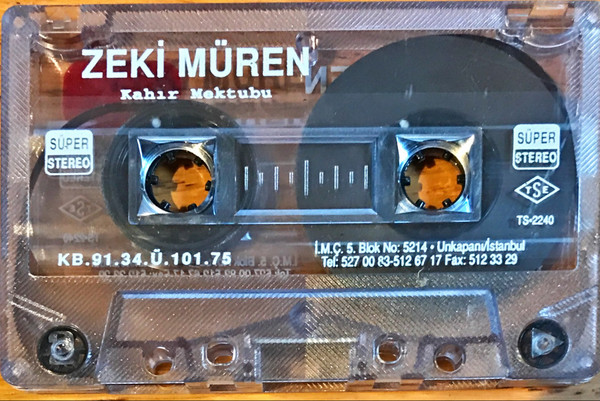 ZEKİ MÜREN
Kahır Mektubu
SÜPER
STEREO
SÜPER
STEREO
TSE
TS-2240
KB.91.34.Ü.101.75
İ.M.Ç. 5. Blok No: 5214 • Unkapanı/İstanbul
Tel: 527 00 83-512 67 17 Fax: 512 33 29